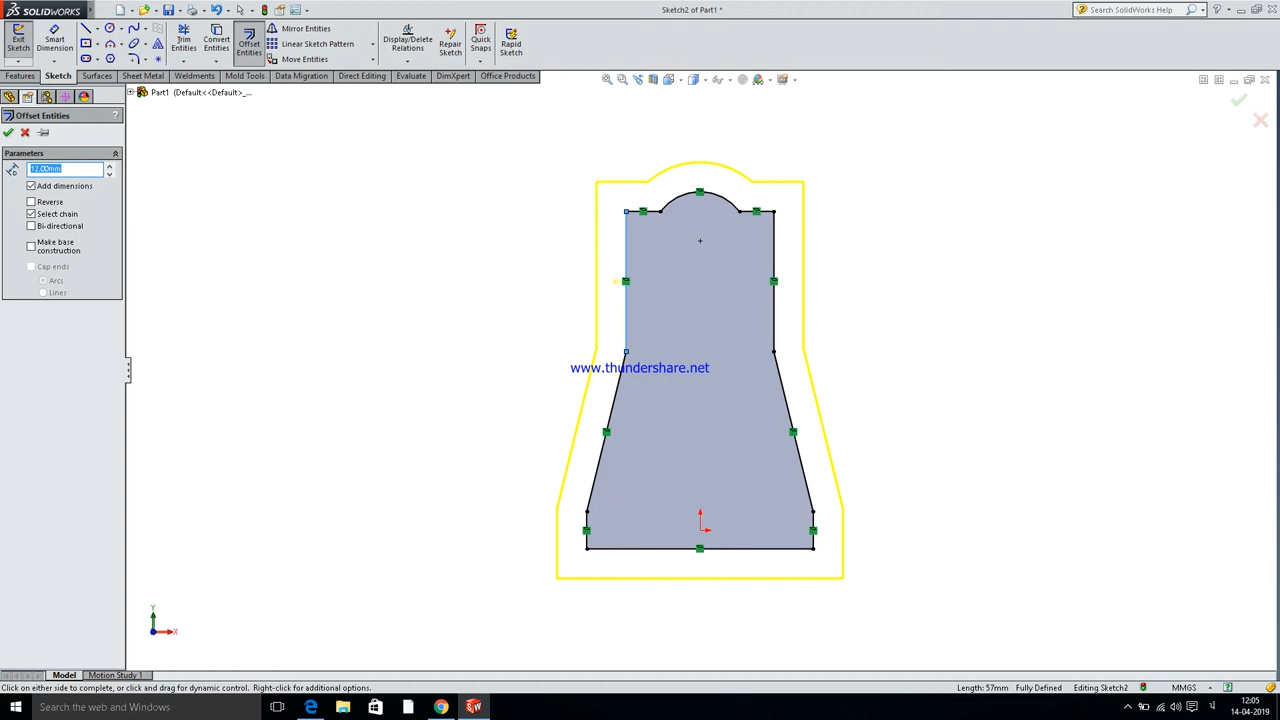 SOLIDWORKS
Sketch2 of Part1 *
Search SolidWorks Help
Exit Sketch
Smart Dimension
Trim Entities
Convert Entities
Offset Entities
Mirror Entities
Linear Sketch Pattern
Move Entities
Display/Delete Relations
Repair Sketch
Quick Snaps
Rapid Sketch
Features
Sketch
Surfaces
Sheet Metal
Weldments
Mold Tools
Data Migration
Direct Editing
Evaluate
DimXpert
Office Products
Part1 (Default<<Default>_...
Offset Entities
?
Parameters
12.00mm
Add dimensions
Reverse
Select chain
Bi-directional
Make base
construction
Cap ends
Arcs
Lines
www.thundershare.net
Y
X
Model
Motion Study 1
Click on either side to complete, or click and drag for dynamic control. Right-click for additional options.
Length: 57mm
Fully Defined
Editing Sketch2
MMGS
Search the web and Windows
12:05
14-04-2019